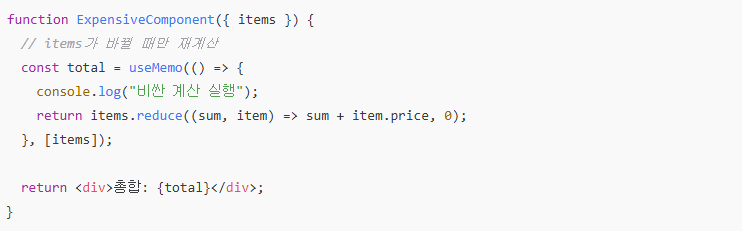 function ExpensiveComponent({ items }) {
  // items가 바뀔 때만 재계산
  const total = useMemo(() => {
    console.log("비싼 계산 실행");
    return items.reduce((sum, item) => sum + item.price, 0);
  }, [items]);

  return <div>총합: {total}</div>;
}